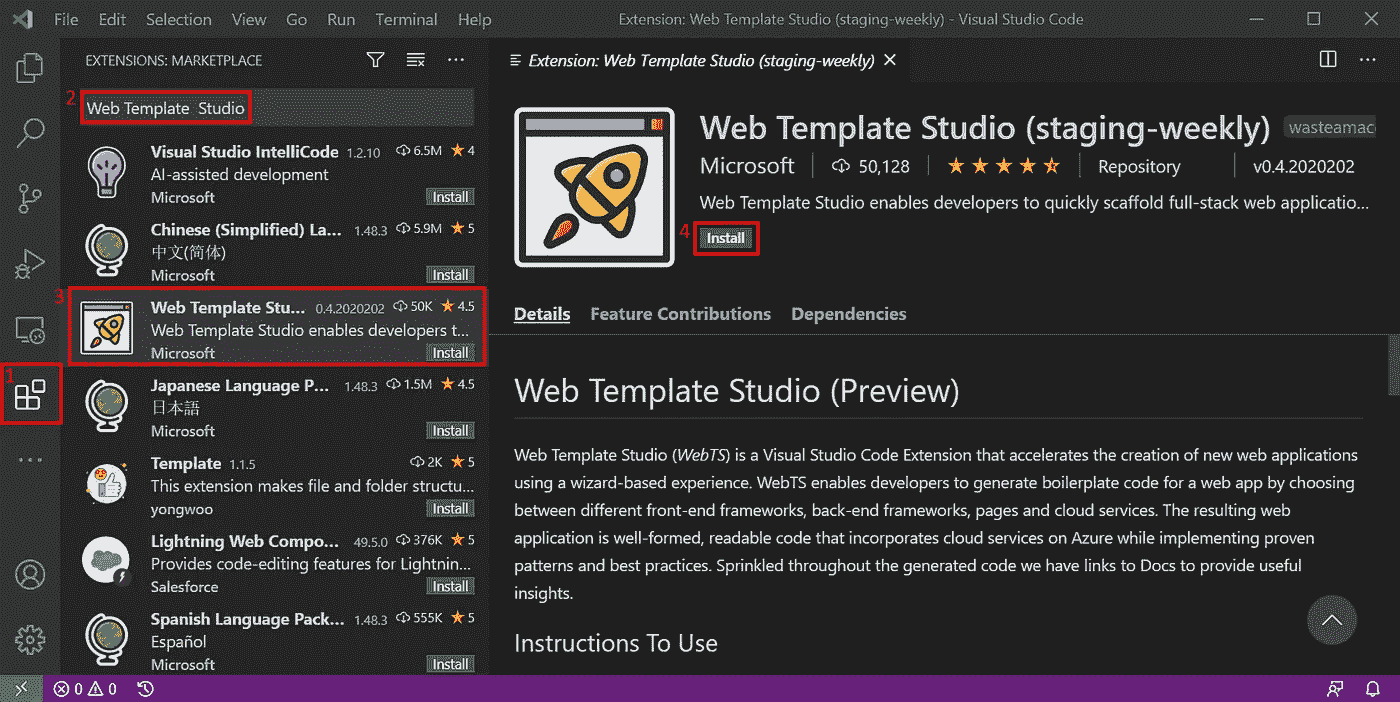 File Edit Selection View Go Run Terminal Help
Extension: Web Template Studio (staging-weekly) - Visual Studio Code
EXTENSIONS: MARKETPLACE
2
Web Template Studio
Visual Studio IntelliCode 1.2.10 6.5M 4
AI-assisted development
Microsoft Install
Chinese (Simplified) La... 1.48.3 5.9M 5
中文(简体)
Microsoft Install
3
Web Template Stu... 0.4.2020202 50K 4.5
Web Template Studio enables developers t...
Microsoft Install
1
Japanese Language P... 1.48.3 1.5M 4.5
日本語
Microsoft Install
Template 1.1.5 2K 5
This extension makes file and folder structu...
yongwoo Install
Lightning Web Compo... 49.5.0 376K 5
Provides code-editing features for Lightnin...
Salesforce Install
Spanish Language Pack... 1.48.3 555K 5
Español
Microsoft Install
Extension: Web Template Studio (staging-weekly)
Web Template Studio (staging-weekly) wasteamac
Microsoft 50,128 Repository v0.4.2020202
Web Template Studio enables developers to quickly scaffold full-stack web applicatio...
4 Install
Details Feature Contributions Dependencies
Web Template Studio (Preview)
Web Template Studio (WebTS) is a Visual Studio Code Extension that accelerates the creation of new web applications
using a wizard-based experience. WebTS enables developers to generate boilerplate code for a web app by choosing
between different front-end frameworks, back-end frameworks, pages and cloud services. The resulting web
application is well-formed, readable code that incorporates cloud services on Azure while implementing proven
patterns and best practices. Sprinkled throughout the generated code we have links to Docs to provide useful
insights.
Instructions To Use
0 0